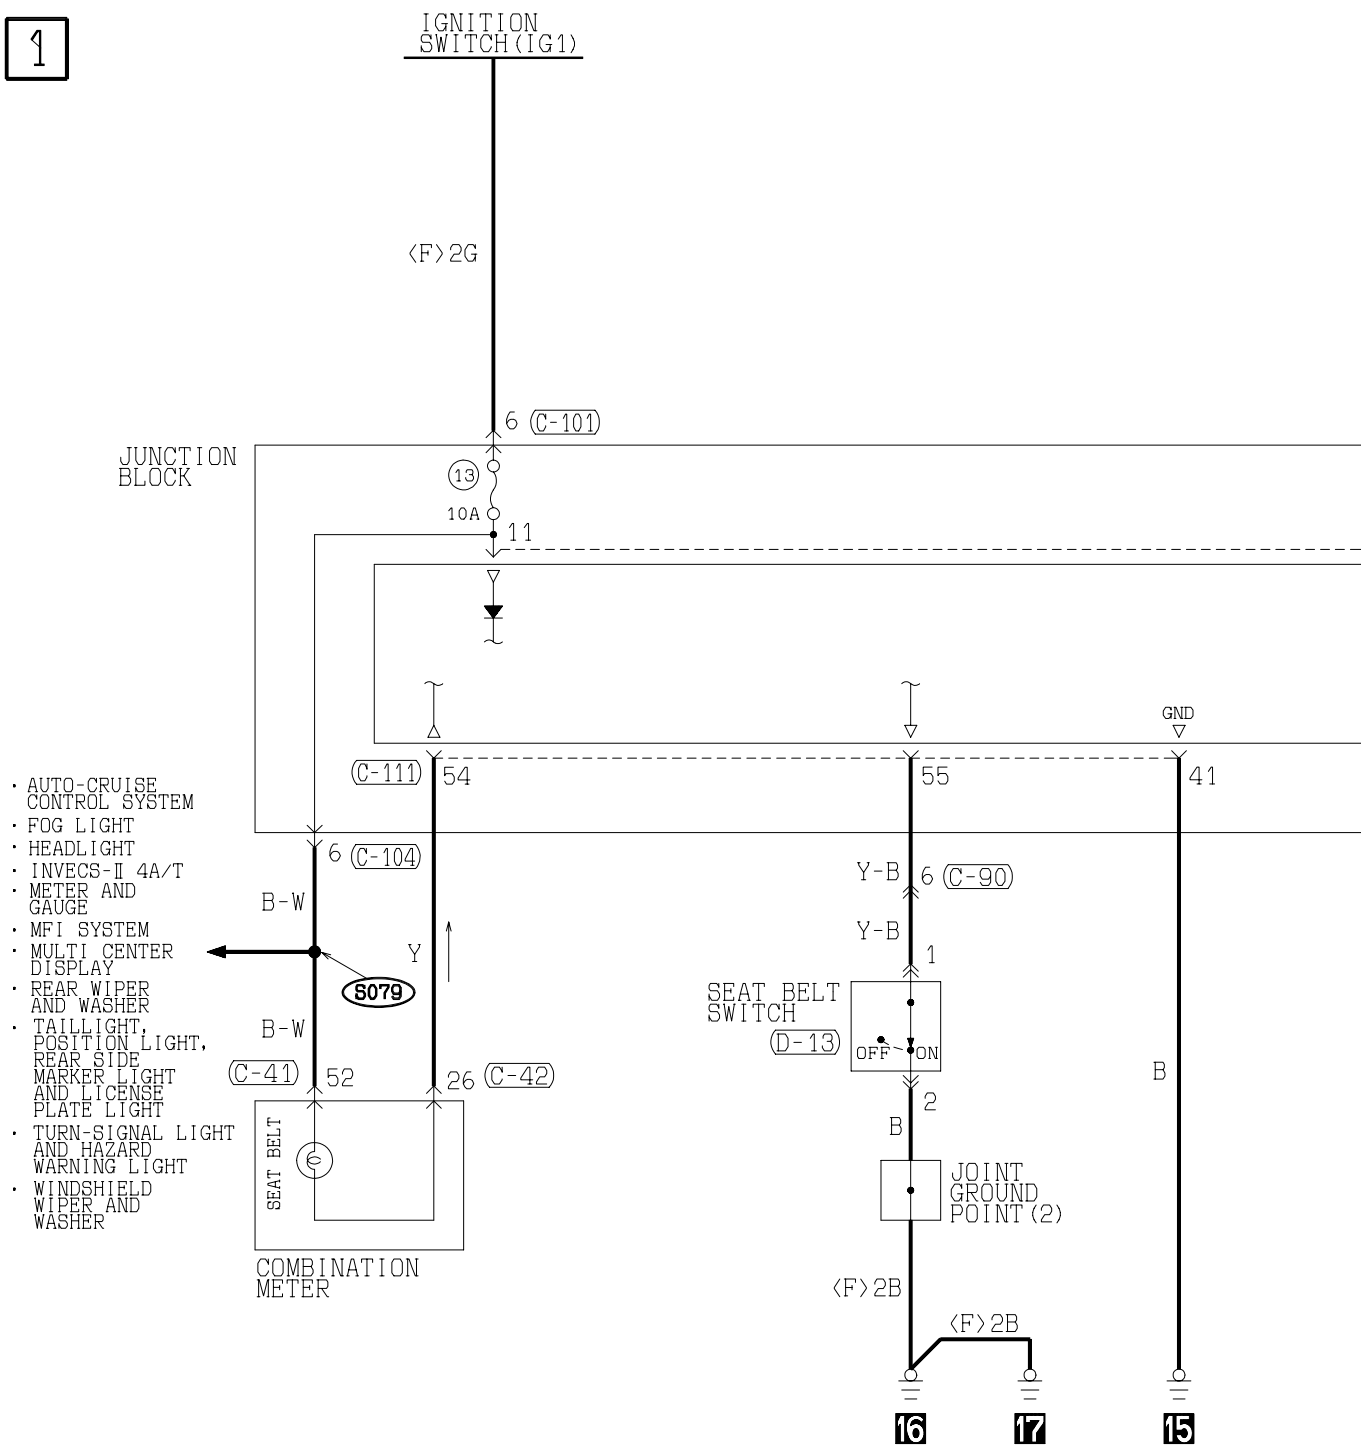 1
IGNITION
SWITCH(IG1)
〈F〉2G
6 C-101
JUNCTION
BLOCK
13
10A
11
GND
C-111 54
55
41
· AUTO-CRUISE
CONTROL SYSTEM
· FOG LIGHT
· HEADLIGHT
· INVECS-Ⅱ 4A/T
· METER AND
GAUGE
· MFI SYSTEM
· MULTI CENTER
DISPLAY
· REAR WIPER
AND WASHER
· TAILLIGHT,
POSITION LIGHT,
REAR SIDE
MARKER LIGHT
AND LICENSE
PLATE LIGHT
· TURN-SIGNAL LIGHT
AND HAZARD
WARNING LIGHT
· WINDSHIELD
WIPER AND
WASHER
6 C-104
B-W
Y
S079
B-W
C-41 52
26 C-42
SEAT BELT
COMBINATION
METER
Y-B
6 C-90
Y-B
1
SEAT BELT
SWITCH
D-13
OFF ON
2
B
B
JOINT
GROUND
POINT(2)
〈F〉2B
〈F〉2B
16
17
15